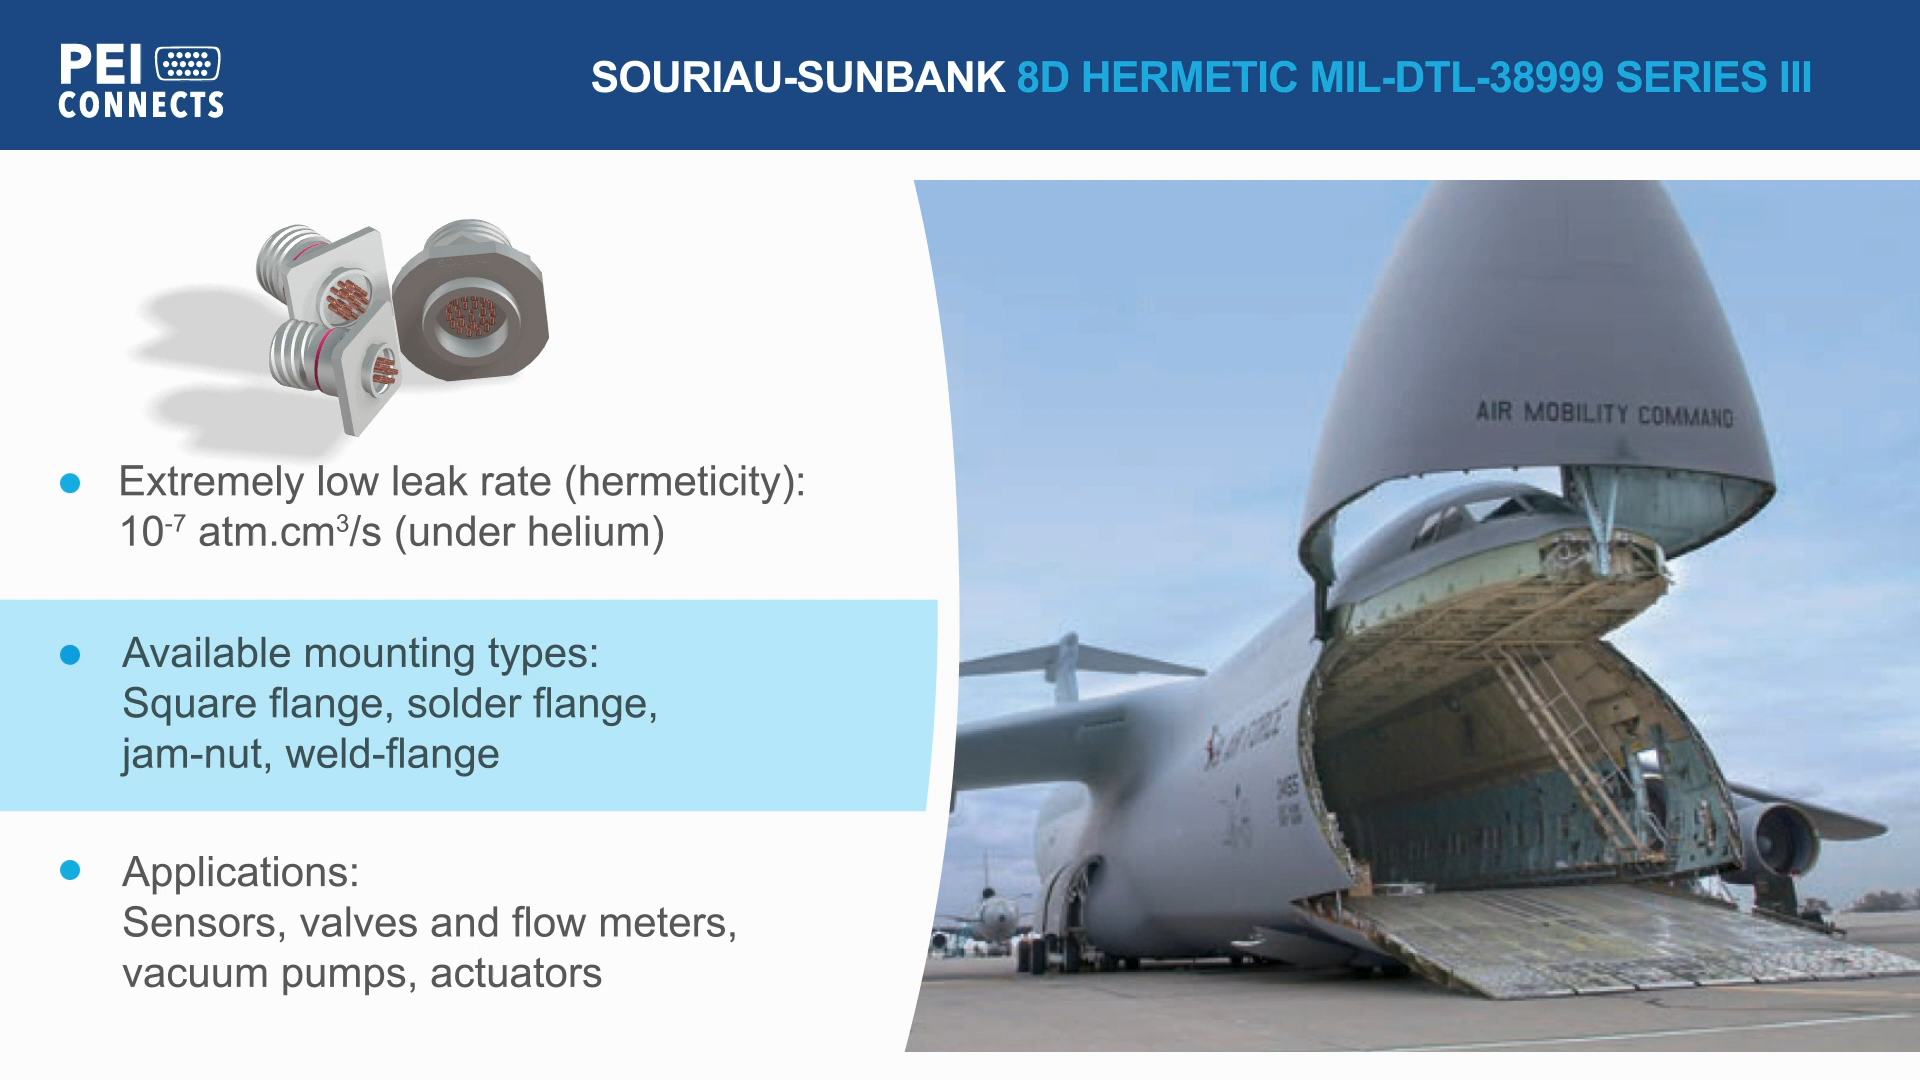 PEI
CONNECTS
SOURIAU-SUNBANK 8D HERMETIC MIL-DTL-38999 SERIES III
AIR MOBILITY COMMAND
• Extremely low leak rate (hermeticity):
10⁻⁷ atm.cm³/s (under helium)
• Available mounting types:
Square flange, solder flange,
jam-nut, weld-flange
AIR FORCE
• Applications:
Sensors, valves and flow meters,
vacuum pumps, actuators